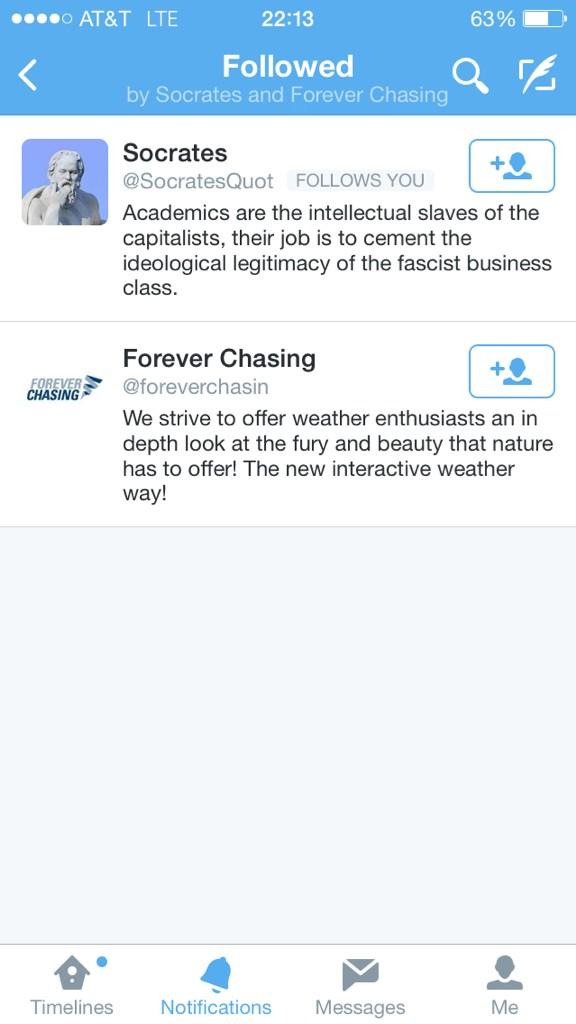 AT&T LTE 22:13 63%
Followed
by Socrates and Forever Chasing
Socrates
@SocratesQuot FOLLOWS YOU
Academics are the intellectual slaves of the
capitalists, their job is to cement the
ideological legitimacy of the fascist business
class.
FOREVER
CHASING
Forever Chasing
@foreverchasin
We strive to offer weather enthusiasts an in
depth look at the fury and beauty that nature
has to offer! The new interactive weather
way!
Timelines Notifications Messages Me